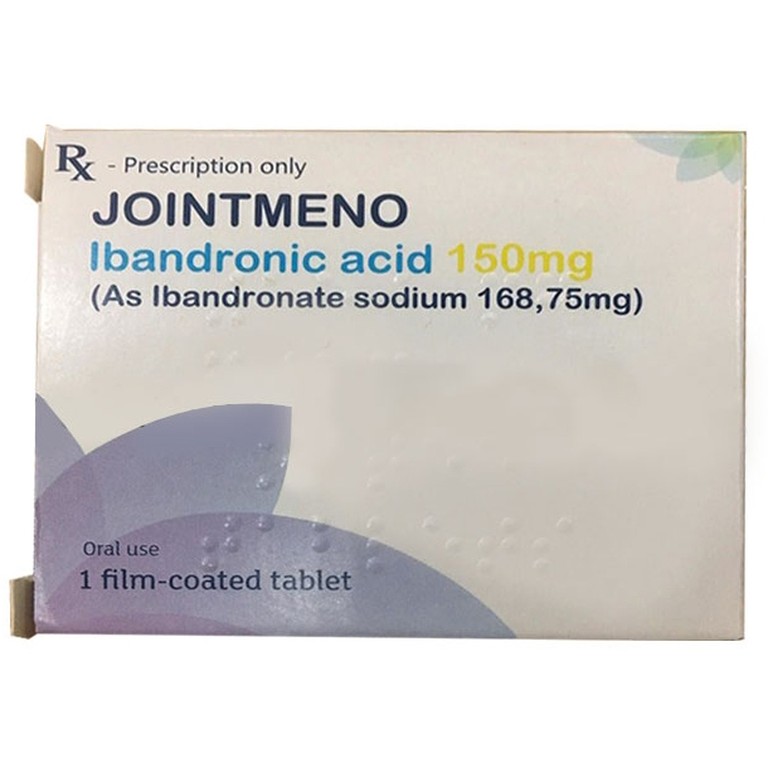 Rx - Prescription only
JOINTMENO
Ibandronic acid 150mg
(As Ibandronate sodium 168,75mg)
Oral use
1 film-coated tablet